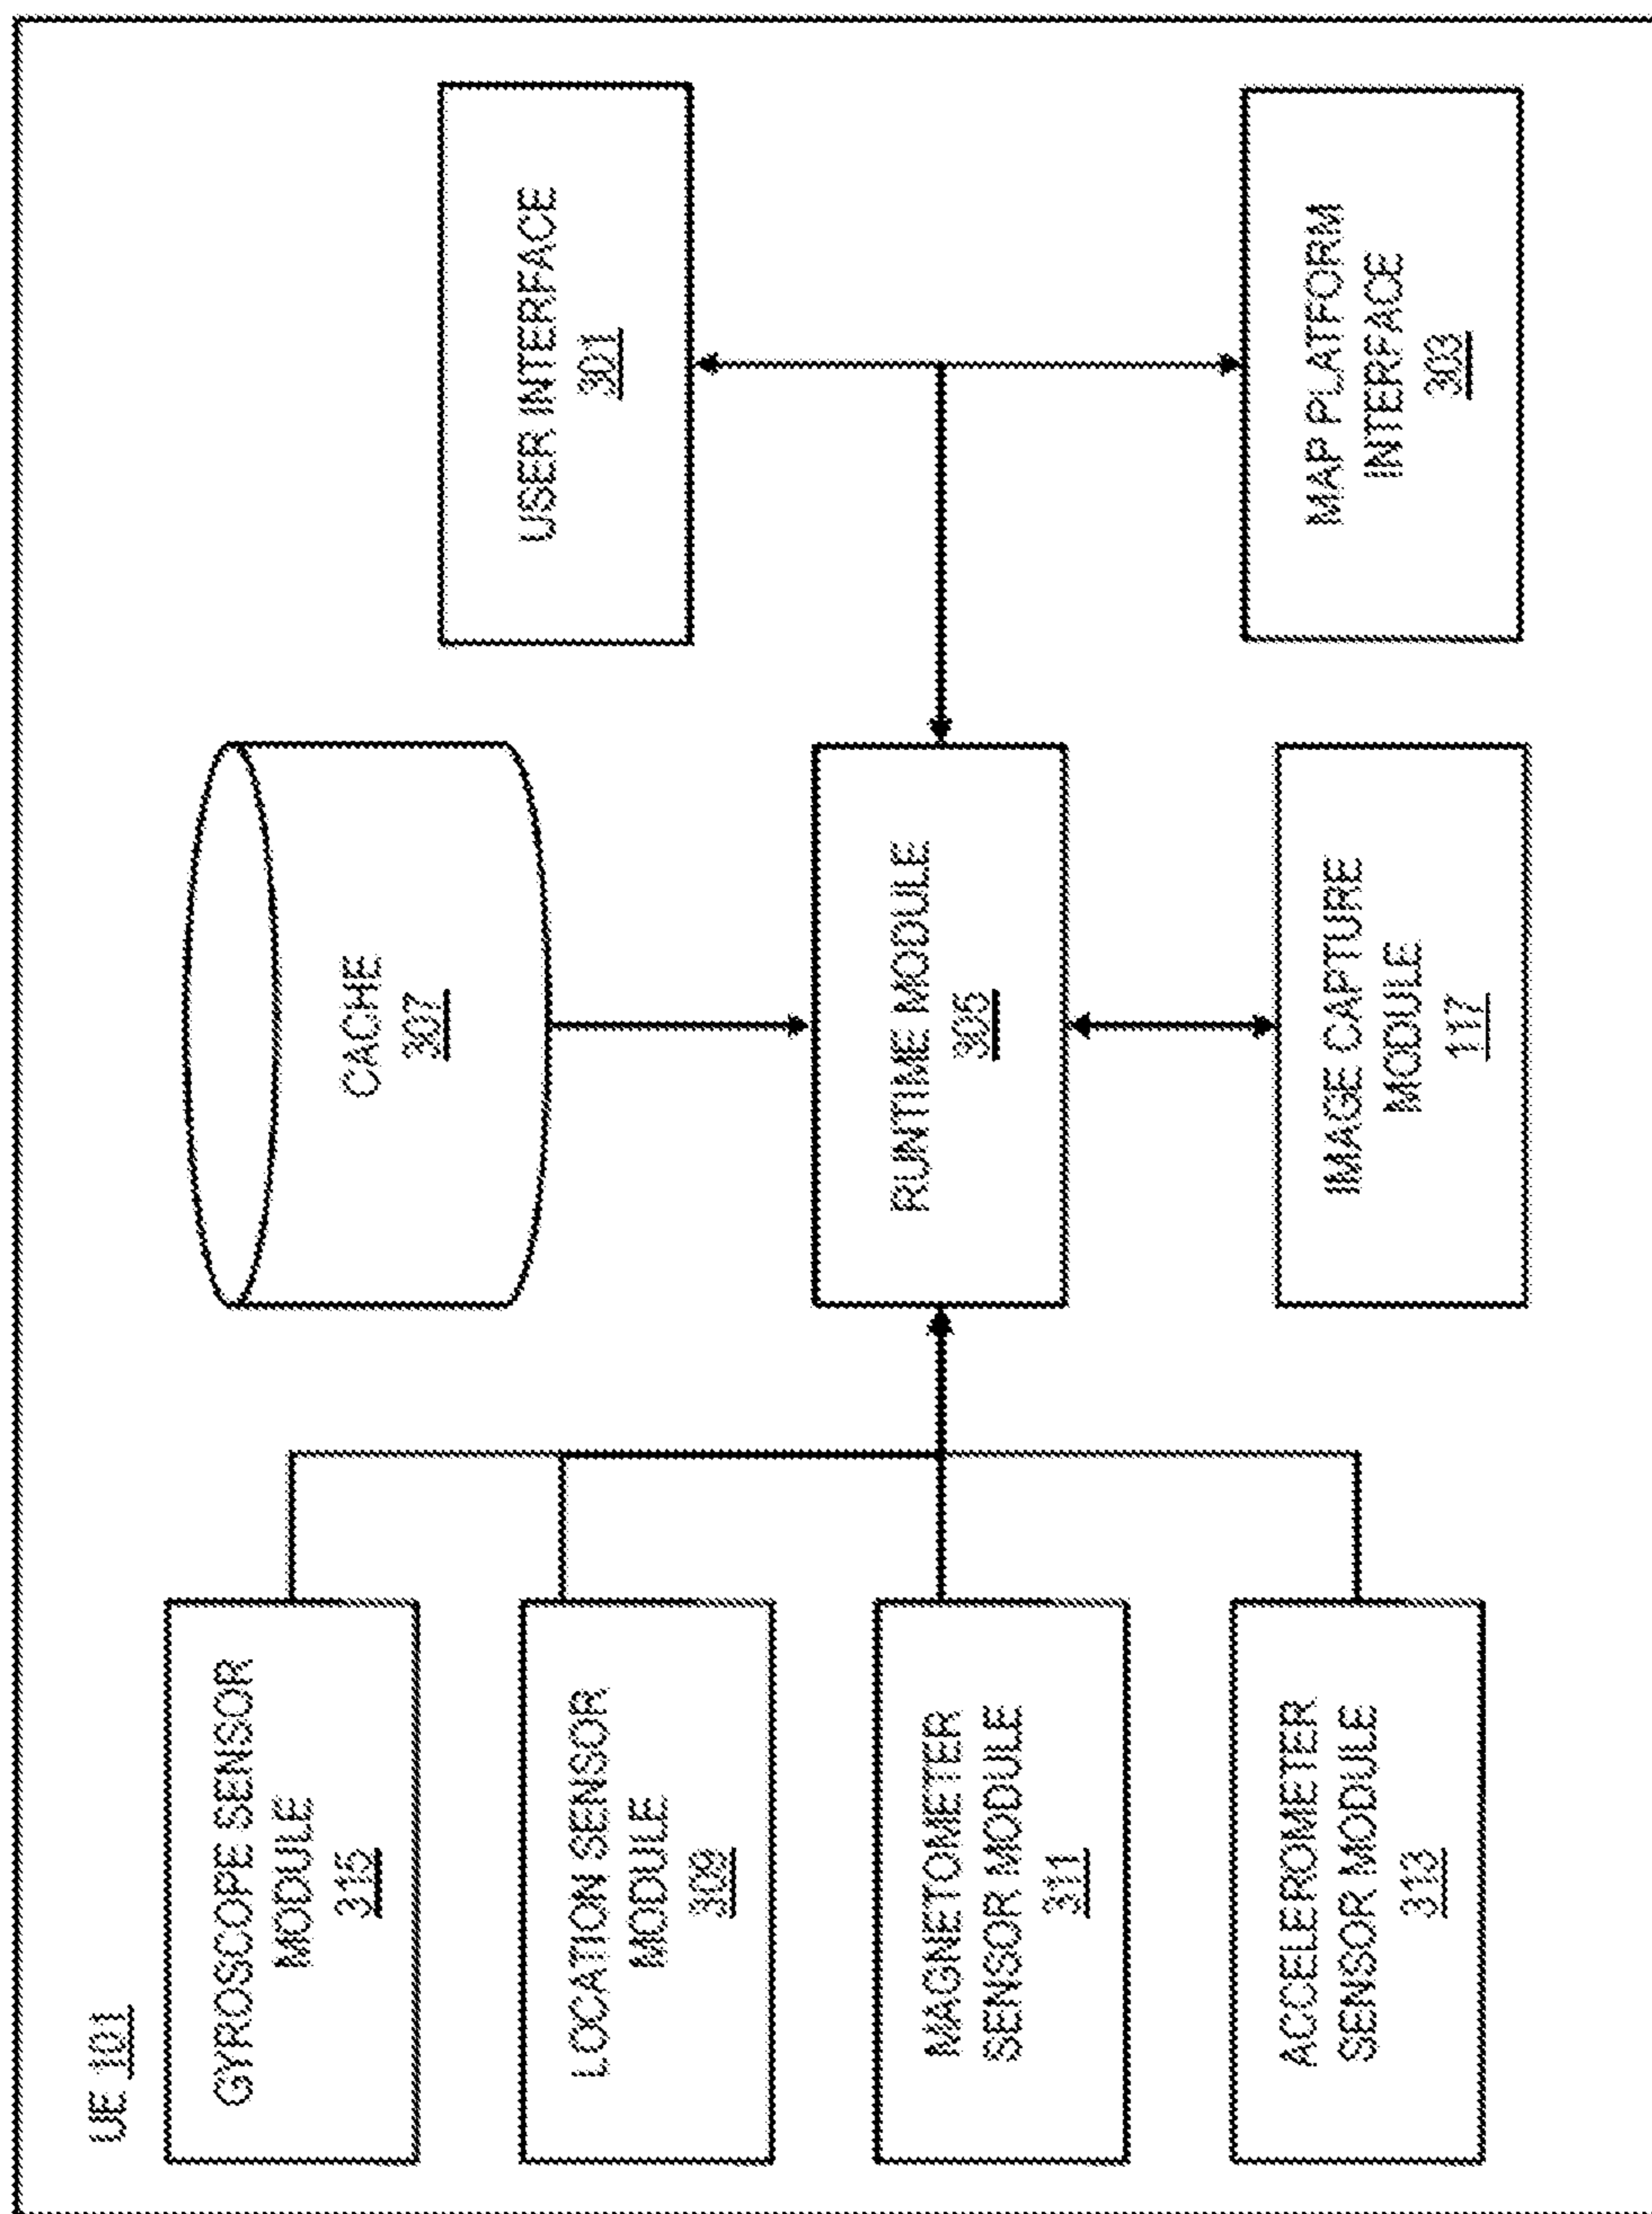 UE 101
GYROSCOPE SENSOR
MODULE
315
LOCATION SENSOR
MODULE
309
MAGNETOMETER
SENSOR MODULE
311
ACCELEROMETER
SENSOR MODULE
313
CACHE
307
RUNTIME MODULE
305
IMAGE CAPTURE
MODULE
117
USER INTERFACE
301
MAP PLATFORM
INTERFACE
303